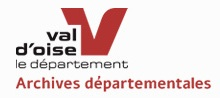 val
d'oise
le département
Archives départementales